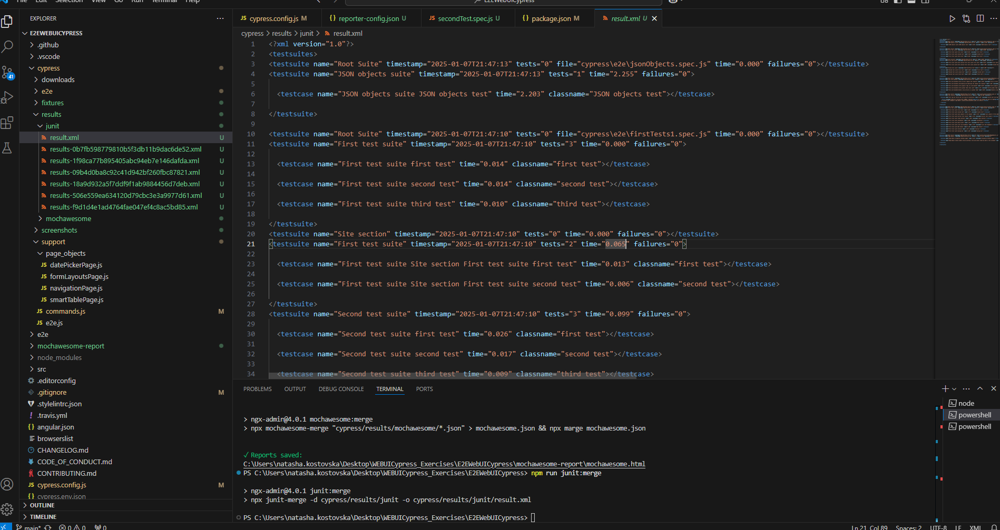 File Edit Selection View Go Run Terminal Help
E2EWebUICypress
EXPLORER
E2EWEBUICYPRESS
.github
.vscode
cypress
downloads
e2e
fixtures
results
junit
result.xml U
results-0b7fb598779810b5f3db11b9dac6de52.xml U
results-1f98ca77b895405abc94eb7e146dafda.xml U
results-09b4d0ba8c92c41d942bf260fbc87821.xml U
results-18a9d932a5f7ddf9f1ab9884456d7deb.xml U
results-506e559ea634120d79cbc3e3a9977d61.xml U
results-f9d1d4e1ad4764fae047ef4c8ac5bd85.xml U
mochawesome
screenshots
support
page_objects
JS datePickerPage.js
JS formLayoutsPage.js
JS navigationPage.js
JS smartTablePage.js
JS commands.js M
JS e2e.js
e2e
mochawesome-report
node_modules
src
.editorconfig
.gitignore M
.stylelintrc.json
! .travis.yml
{} angular.json
browserslist
CHANGELOG.md
CODE_OF_CONDUCT.md
CONTRIBUTING.md
JS cypress.config.js M
{} cypress.env.json
OUTLINE
TIMELINE
41
JS cypress.config.js M
{} reporter-config.json U
JS secondTest.spec.js U
{} package.json M
result.xml U
cypress > results > junit > result.xml
1 <?xml version="1.0"?>
2 <testsuites>
3 <testsuite name="Root Suite" timestamp="2025-01-07T21:47:13" tests="0" file="cypress\e2e\jsonObjects.spec.js" time="0.000" failures="0"></testsuite>
4 <testsuite name="JSON objects suite" timestamp="2025-01-07T21:47:13" tests="1" time="2.255" failures="0">
5
6 <testcase name="JSON objects suite JSON objects test" time="2.203" classname="JSON objects test"></testcase>
7
8 </testsuite>
9
10 <testsuite name="Root Suite" timestamp="2025-01-07T21:47:10" tests="0" file="cypress\e2e\firstTests1.spec.js" time="0.000" failures="0"></testsuite>
11 <testsuite name="First test suite" timestamp="2025-01-07T21:47:10" tests="3" time="0.000" failures="0">
12
13 <testcase name="First test suite first test" time="0.014" classname="first test"></testcase>
14
15 <testcase name="First test suite second test" time="0.014" classname="second test"></testcase>
16
17 <testcase name="First test suite third test" time="0.010" classname="third test"></testcase>
18
19 </testsuite>
20 <testsuite name="Site section" timestamp="2025-01-07T21:47:10" tests="0" time="0.000" failures="0"></testsuite>
21 <testsuite name="First test suite" timestamp="2025-01-07T21:47:10" tests="2" time="0.065" failures="0">
22
23 <testcase name="First test suite Site section First test suite first test" time="0.013" classname="first test"></testcase>
24
25 <testcase name="First test suite Site section First test suite second test" time="0.006" classname="second test"></testcase>
26
27 </testsuite>
28 <testsuite name="Second test suite" timestamp="2025-01-07T21:47:10" tests="3" time="0.099" failures="0">
29
30 <testcase name="Second test suite first test" time="0.026" classname="first test"></testcase>
31
32 <testcase name="Second test suite second test" time="0.017" classname="second test"></testcase>
33
34 <testcase name="Second test suite third test" time="0.009" classname="third test"></testcase>
PROBLEMS OUTPUT DEBUG CONSOLE TERMINAL PORTS
> ngx-admin@4.0.1 mochawesome:merge
> npx mochawesome-merge "cypress/results/mochawesome/*.json" > mochawesome.json && npx marge mochawesome.json
✓ Reports saved:
C:\Users\natasha.kostovska\Desktop\WEBUICypress_Exercises\E2EWebUICypress\mochawesome-report\mochawesome.html
PS C:\Users\natasha.kostovska\Desktop\WEBUICypress_Exercises\E2EWebUICypress> npm run junit:merge
> ngx-admin@4.0.1 junit:merge
> npx junit-merge -d cypress/results/junit -o cypress/results/junit/result.xml
PS C:\Users\natasha.kostovska\Desktop\WEBUICypress_Exercises\E2EWebUICypress>
node
powershell
powershell
main* 0 0 0
Ln 21, Col 89 Spaces: 2 UTF-8 LF XML